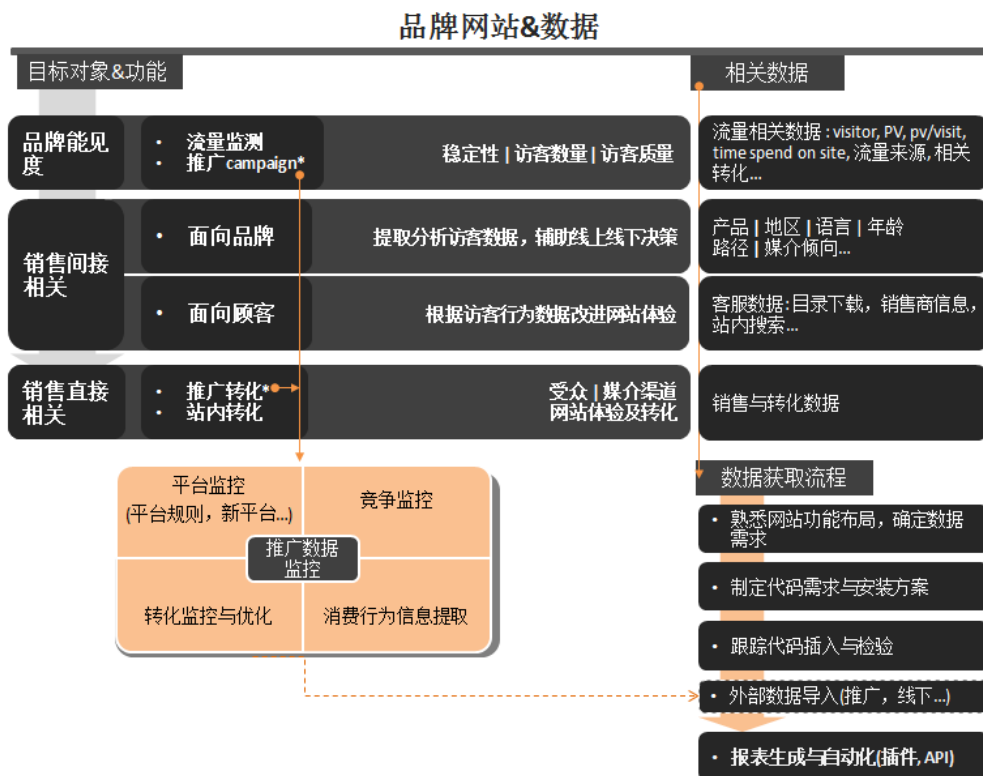 品牌网站&数据
目标对象&功能
相关数据
品牌能见
度
• 流量监测
• 推广campaign*
稳定性 | 访客数量 | 访客质量
流量相关数据 : visitor, PV, pv/visit,
time spend on site, 流量来源, 相关
转化...
销售间接
相关
• 面向品牌
提取分析访客数据，辅助线上线下决策
产品 | 地区 | 语言 | 年龄
路径 | 媒介倾向...
• 面向顾客
根据访客行为数据改进网站体验
客服数据:目录下载，销售商信息，
站内搜索...
销售直接
相关
• 推广转化*
• 站内转化
受众 | 媒介渠道
网站体验及转化
销售与转化数据
平台监控
(平台规则，新平台...)
竞争监控
推广数据
监控
转化监控与优化
消费行为信息提取
数据获取流程
• 熟悉网站功能布局，确定数据
需求
• 制定代码需求与安装方案
• 跟踪代码插入与检验
• 外部数据导入(推广，线下...)
• 报表生成与自动化(插件, API)